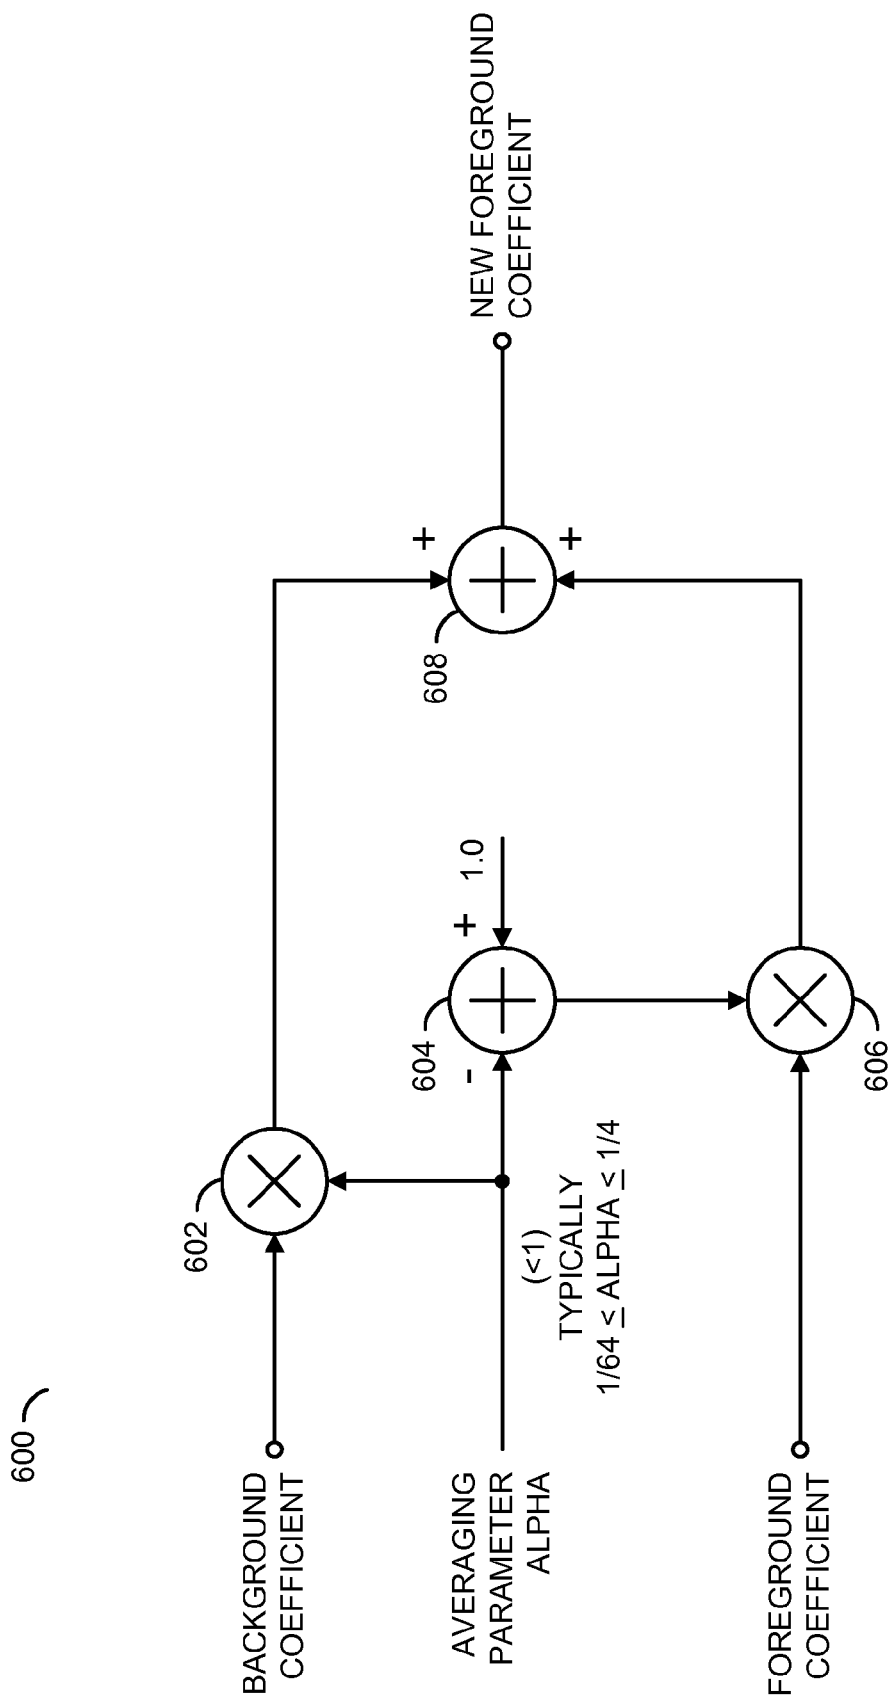 600
BACKGROUND
COEFFICIENT
602
AVERAGING
PARAMETER
ALPHA
(<1)
TYPICALLY
1/64 ≤ ALPHA ≤ 1/4
604
-
+
1.0
FOREGROUND
COEFFICIENT
606
608
+
+
NEW FOREGROUND
COEFFICIENT